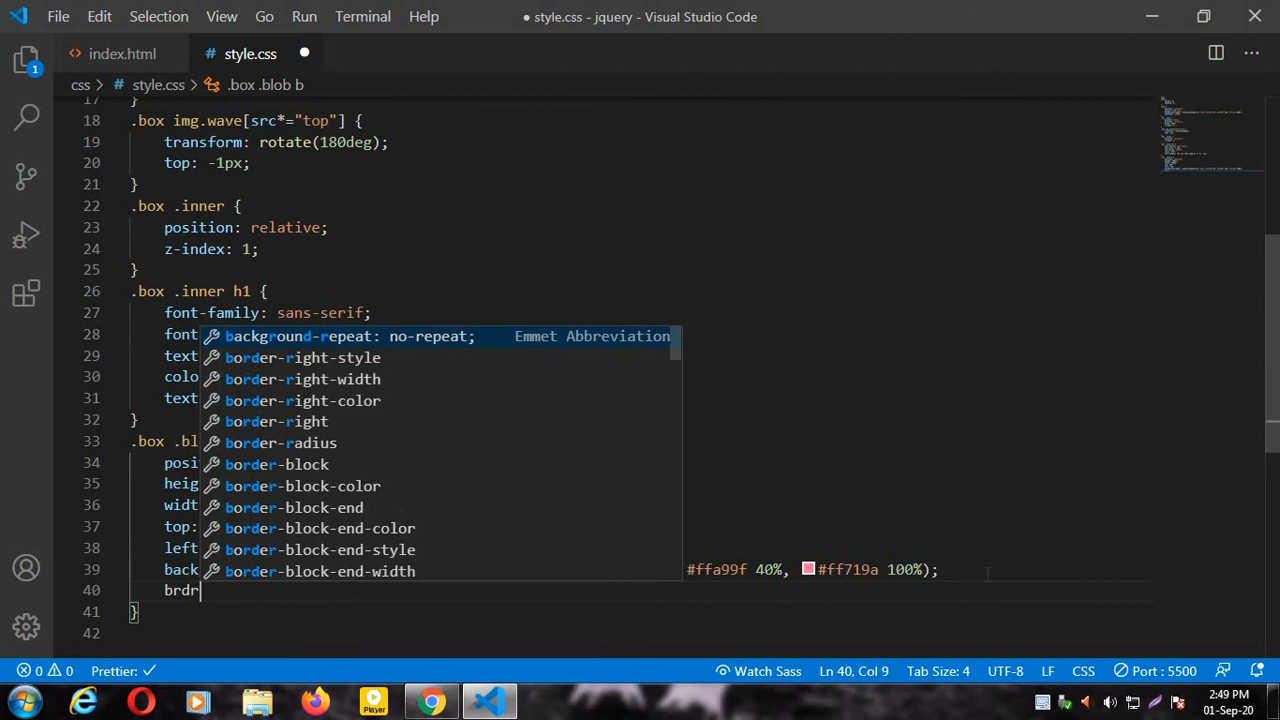 File Edit Selection View Go Run Terminal Help ● style.css - jquery - Visual Studio Code
1
<> index.html # style.css ●
css > # style.css > .box .blob b
17 }
18 .box img.wave[src*="top"] {
19 transform: rotate(180deg);
20 top: -1px;
21 }
22 .box .inner {
23 position: relative;
24 z-index: 1;
25 }
26 .box .inner h1 {
27 font-family: sans-serif;
28 font
background-repeat: no-repeat; Emmet Abbreviation
29 text
border-right-style
30 colo
border-right-width
31 text
border-right-color
32 }
border-right
33 .box .bl
border-radius
34 posi
border-block
35 heig
border-block-color
36 widt
border-block-end
37 top:
border-block-end-color
38 left
border-block-end-style
39 back
border-block-end-width
#ffa99f 40%, #ff719a 100%);
40 brdr
41 }
42
0 0 Prettier: ✓ Watch Sass Ln 40, Col 9 Tab Size: 4 UTF-8 LF CSS Port : 5500
Player
2:49 PM
01-Sep-20